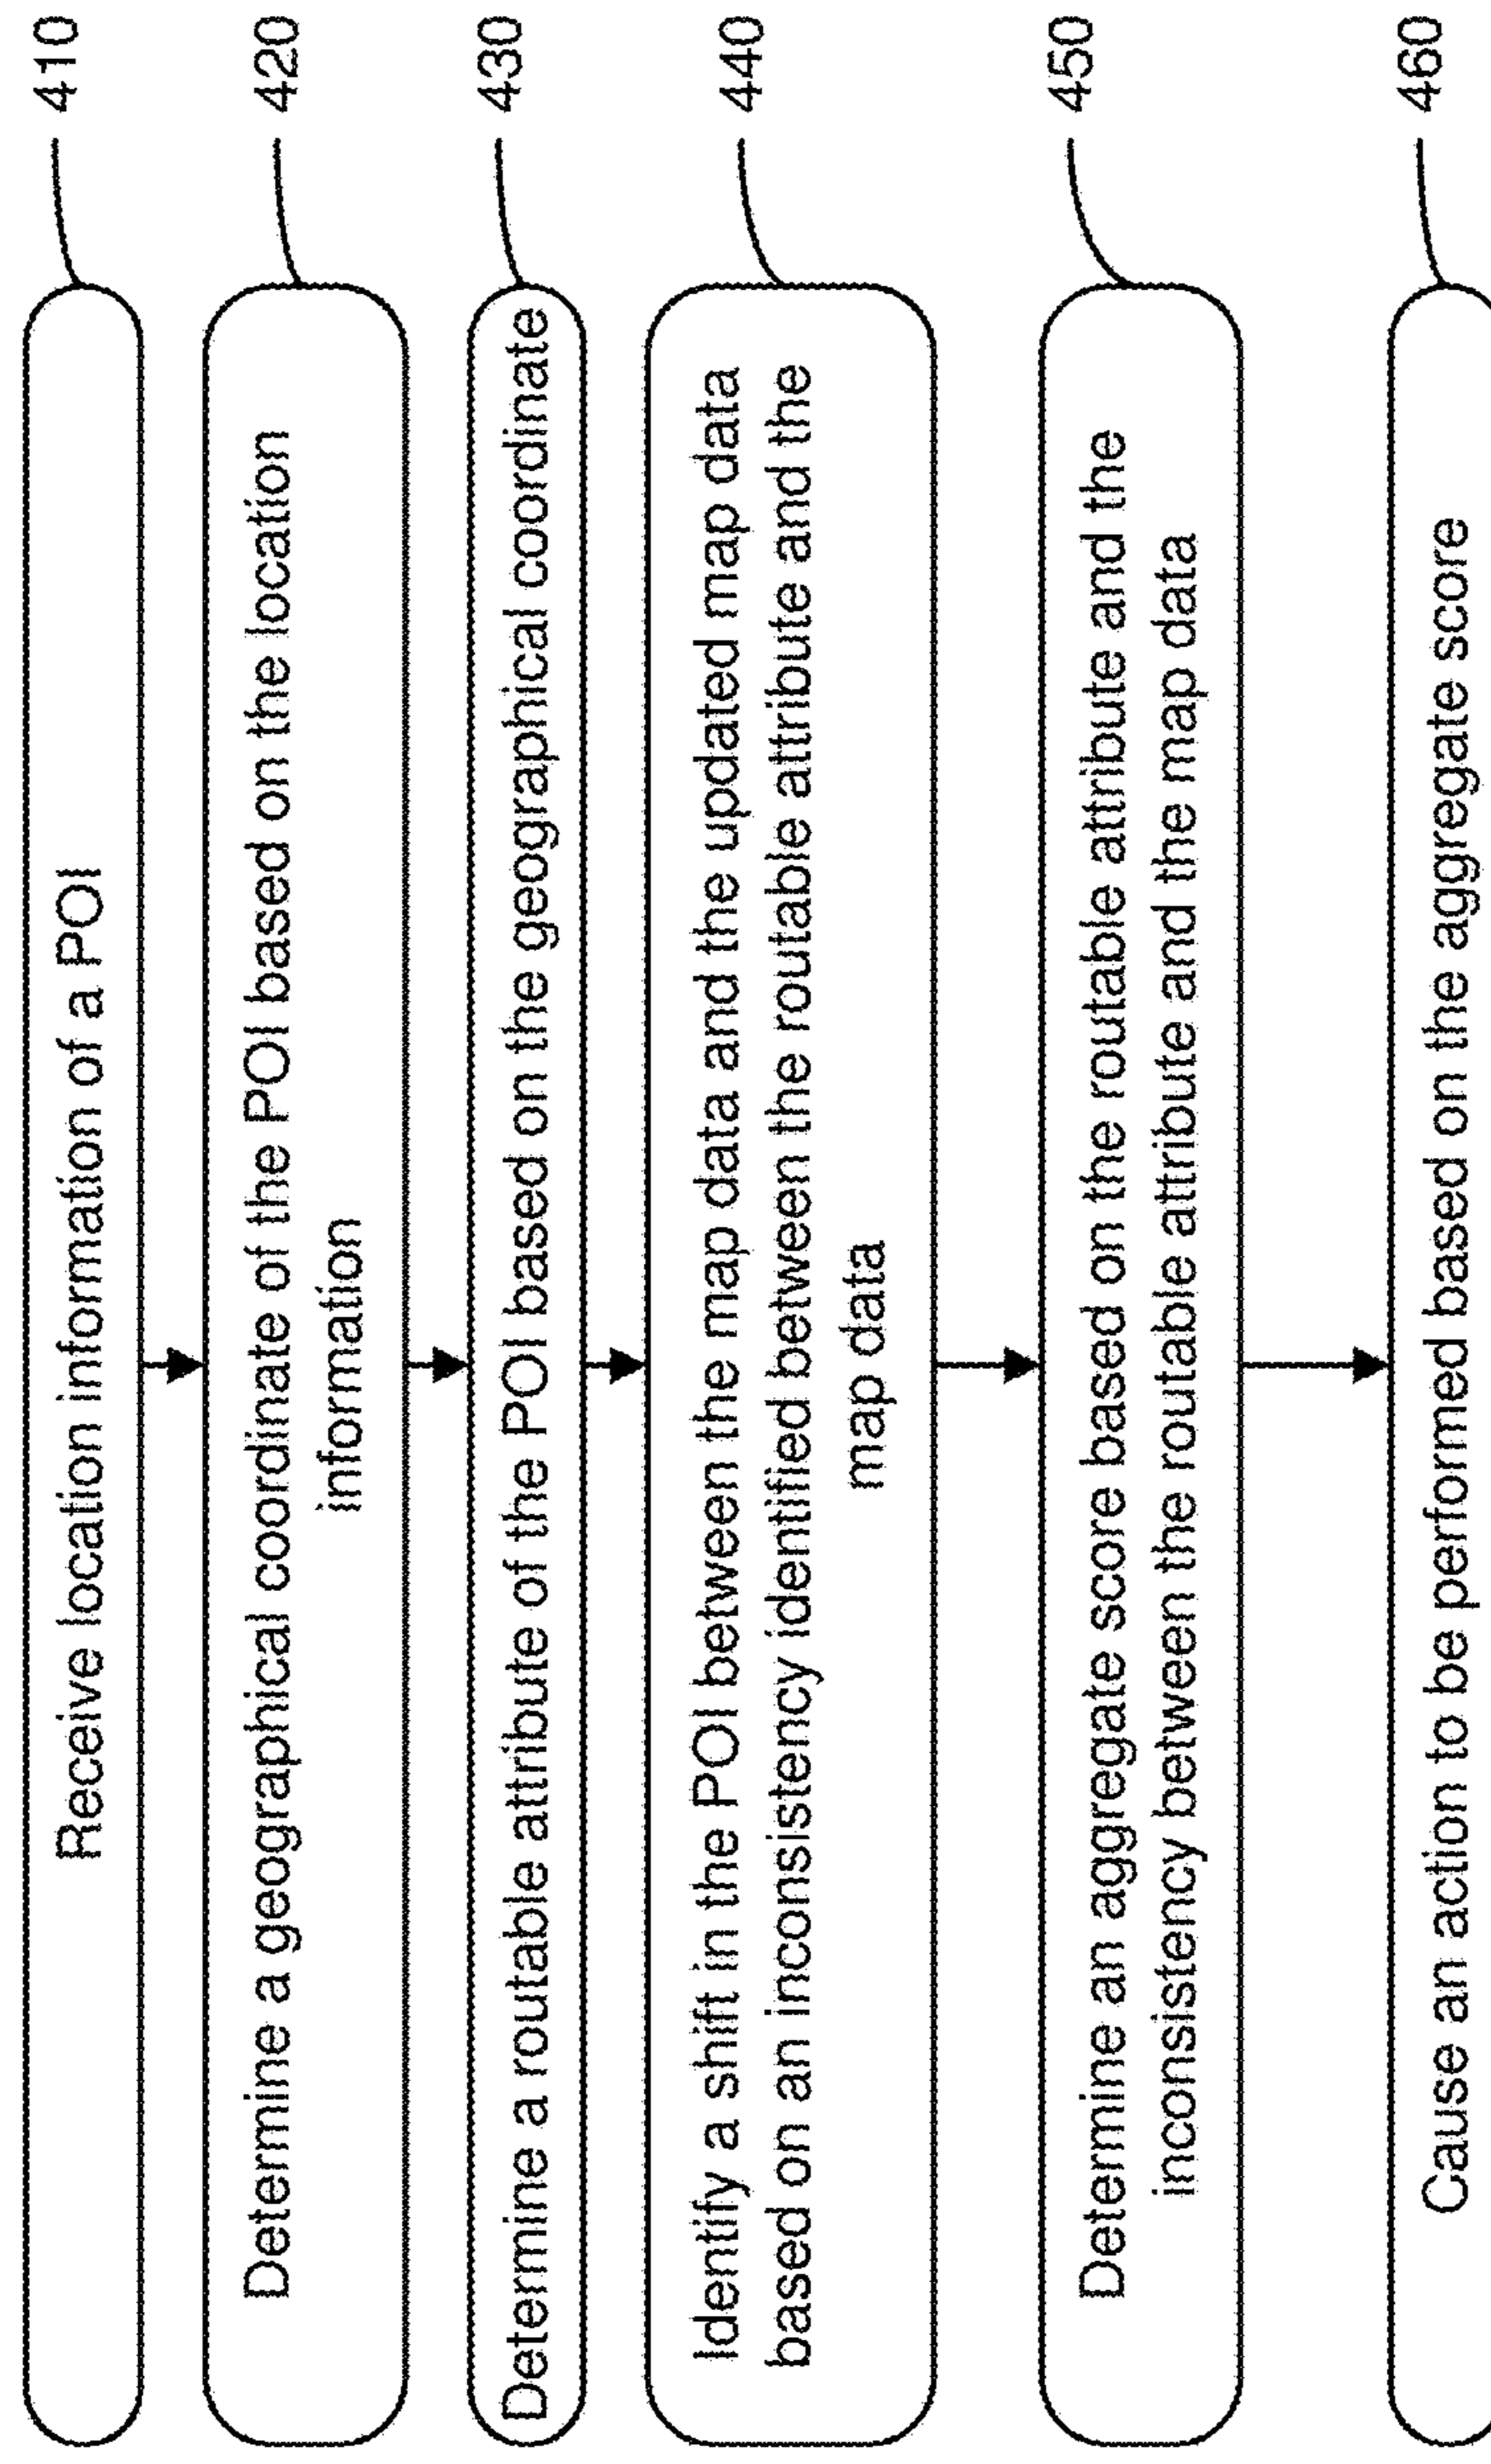 Receive location information of a POI
410
Determine a geographical coordinate of the POI based on the location
information
420
Determine a routable attribute of the POI based on the geographical coordinate
430
Identify a shift in the POI between the map data and the updated map data
based on an inconsistency identified between the routable attribute and the
map data
440
Determine an aggregate score based on the routable attribute and the
inconsistency between the routable attribute and the map data
450
Cause an action to be performed based on the aggregate score
460